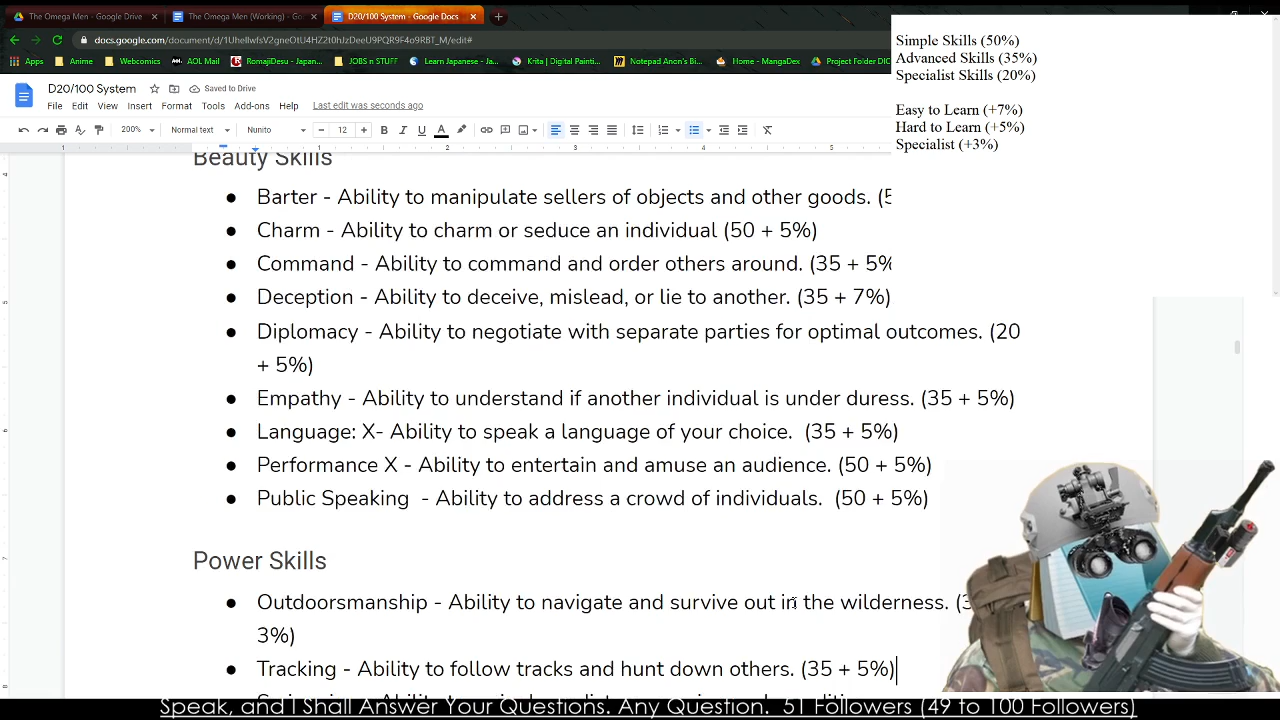 The Omega Men - Google Drive
The Omega Men (Working) - Go
D20/100 System - Google Docs
docs.google.com/document/d/1UhelIwfsV2gneOtU4HZ2t0hJzDeeU9PQR9F4o9RBT_M/edit#
Apps
Anime
Webcomics
AOL Mail
RomajiDesu - Japane
JOBS n STUFF
Learn Japanese - Ja
Krita | Digital Paintin
Notepad Anon's Bi
Home - MangaDex
Project Folder DIC
D20/100 System
Saved to Drive
File Edit View Insert Format Tools Add-ons Help Last edit was seconds ago
200% Normal text Nunito 12 B I U A
Simple Skills (50%)
Advanced Skills (35%)
Specialist Skills (20%)
Easy to Learn (+7%)
Hard to Learn (+5%)
Specialist (+3%)
Beauty Skills
Barter - Ability to manipulate sellers of objects and other goods. (5
Charm - Ability to charm or seduce an individual (50 + 5%)
Command - Ability to command and order others around. (35 + 5%
Deception - Ability to deceive, mislead, or lie to another. (35 + 7%)
Diplomacy - Ability to negotiate with separate parties for optimal outcomes. (20
+ 5%)
Empathy - Ability to understand if another individual is under duress. (35 + 5%)
Language: X- Ability to speak a language of your choice. (35 + 5%)
Performance X - Ability to entertain and amuse an audience. (50 + 5%)
Public Speaking - Ability to address a crowd of individuals. (50 + 5%)
Power Skills
Outdoorsmanship - Ability to navigate and survive out in the wilderness. (3
3%)
Tracking - Ability to follow tracks and hunt down others. (35 + 5%)
Speak, and I Shall Answer Your Questions. Any Question. 51 Followers (49 to 100 Followers)